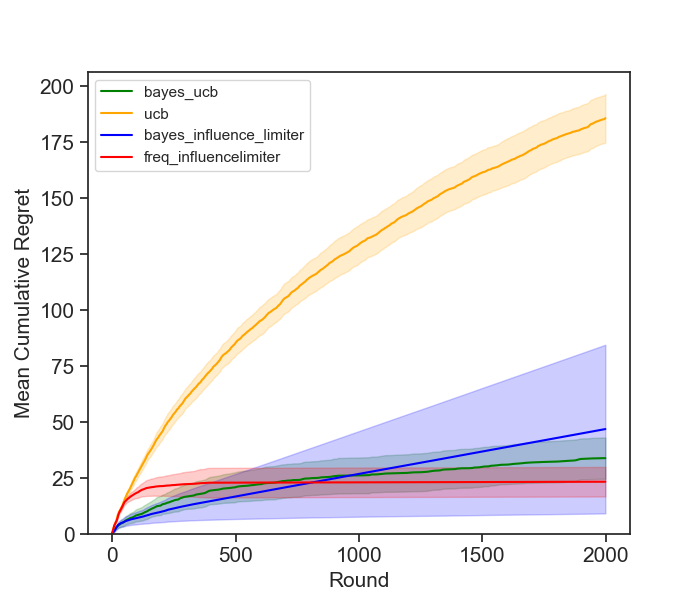 bayes_ucb
ucb
bayes_influence_limiter
freq_influencelimiter
Mean Cumulative Regret
200
175
150
125
100
75
50
25
0
0 500 1000 1500 2000
Round